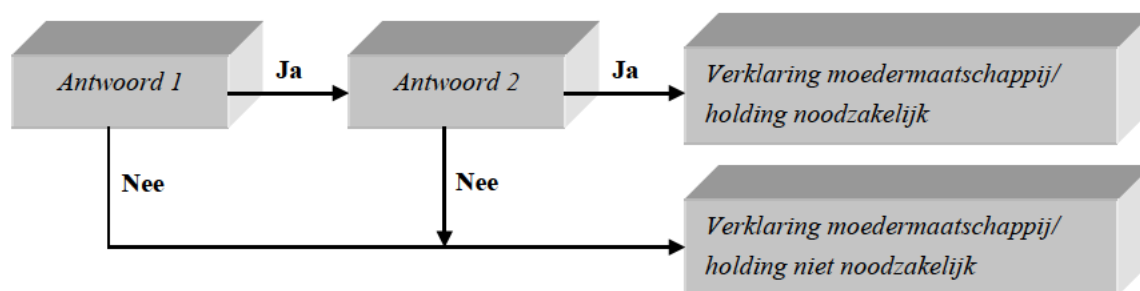 Antwoord 1
Ja
Antwoord 2
Ja
Verklaring moedermaatschappij/
holding noodzakelijk
Nee
Nee
Verklaring moedermaatschappij/
holding niet noodzakelijk